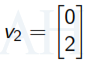 v₂ = [0
2]